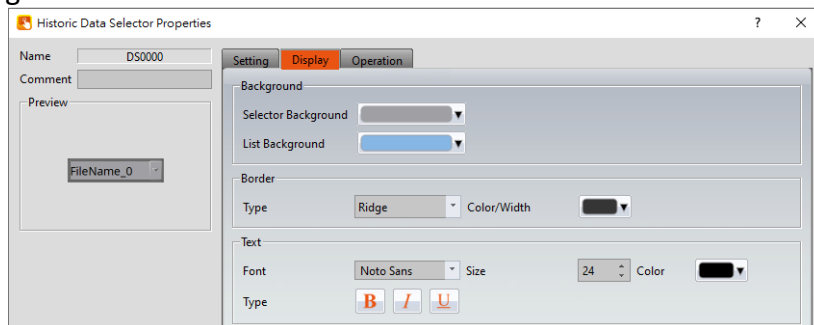 Historic Data Selector Properties ? ×
Name DS0000
Comment
Preview
FileName_0
Setting Display Operation
Background
Selector Background
List Background
Border
Type Ridge Color/Width
Text
Font Noto Sans Size 24 Color
Type B I U